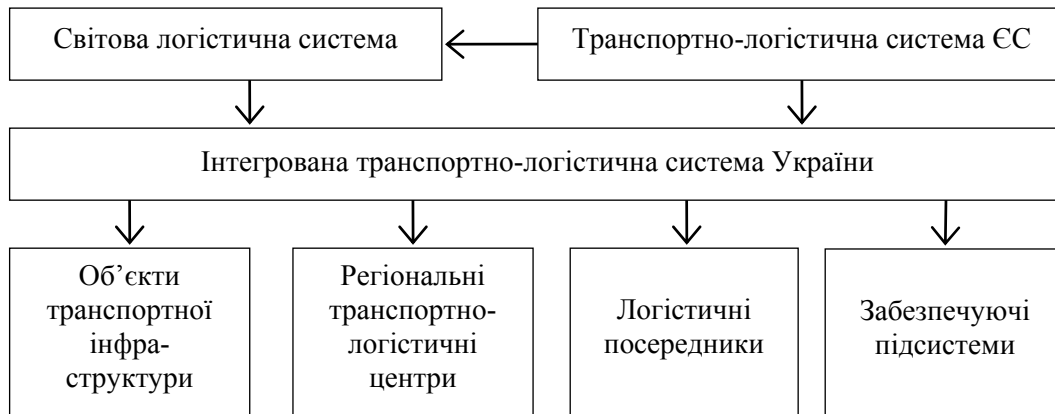 Світова логістична система
Транспортно-логістична система ЄС
Інтегрована транспортно-логістична система України
Об’єкти
транспортної
інфра-
структури
Регіональні
транспортно-
логістичні
центри
Логістичні
посередники
Забезпечуючі
підсистеми